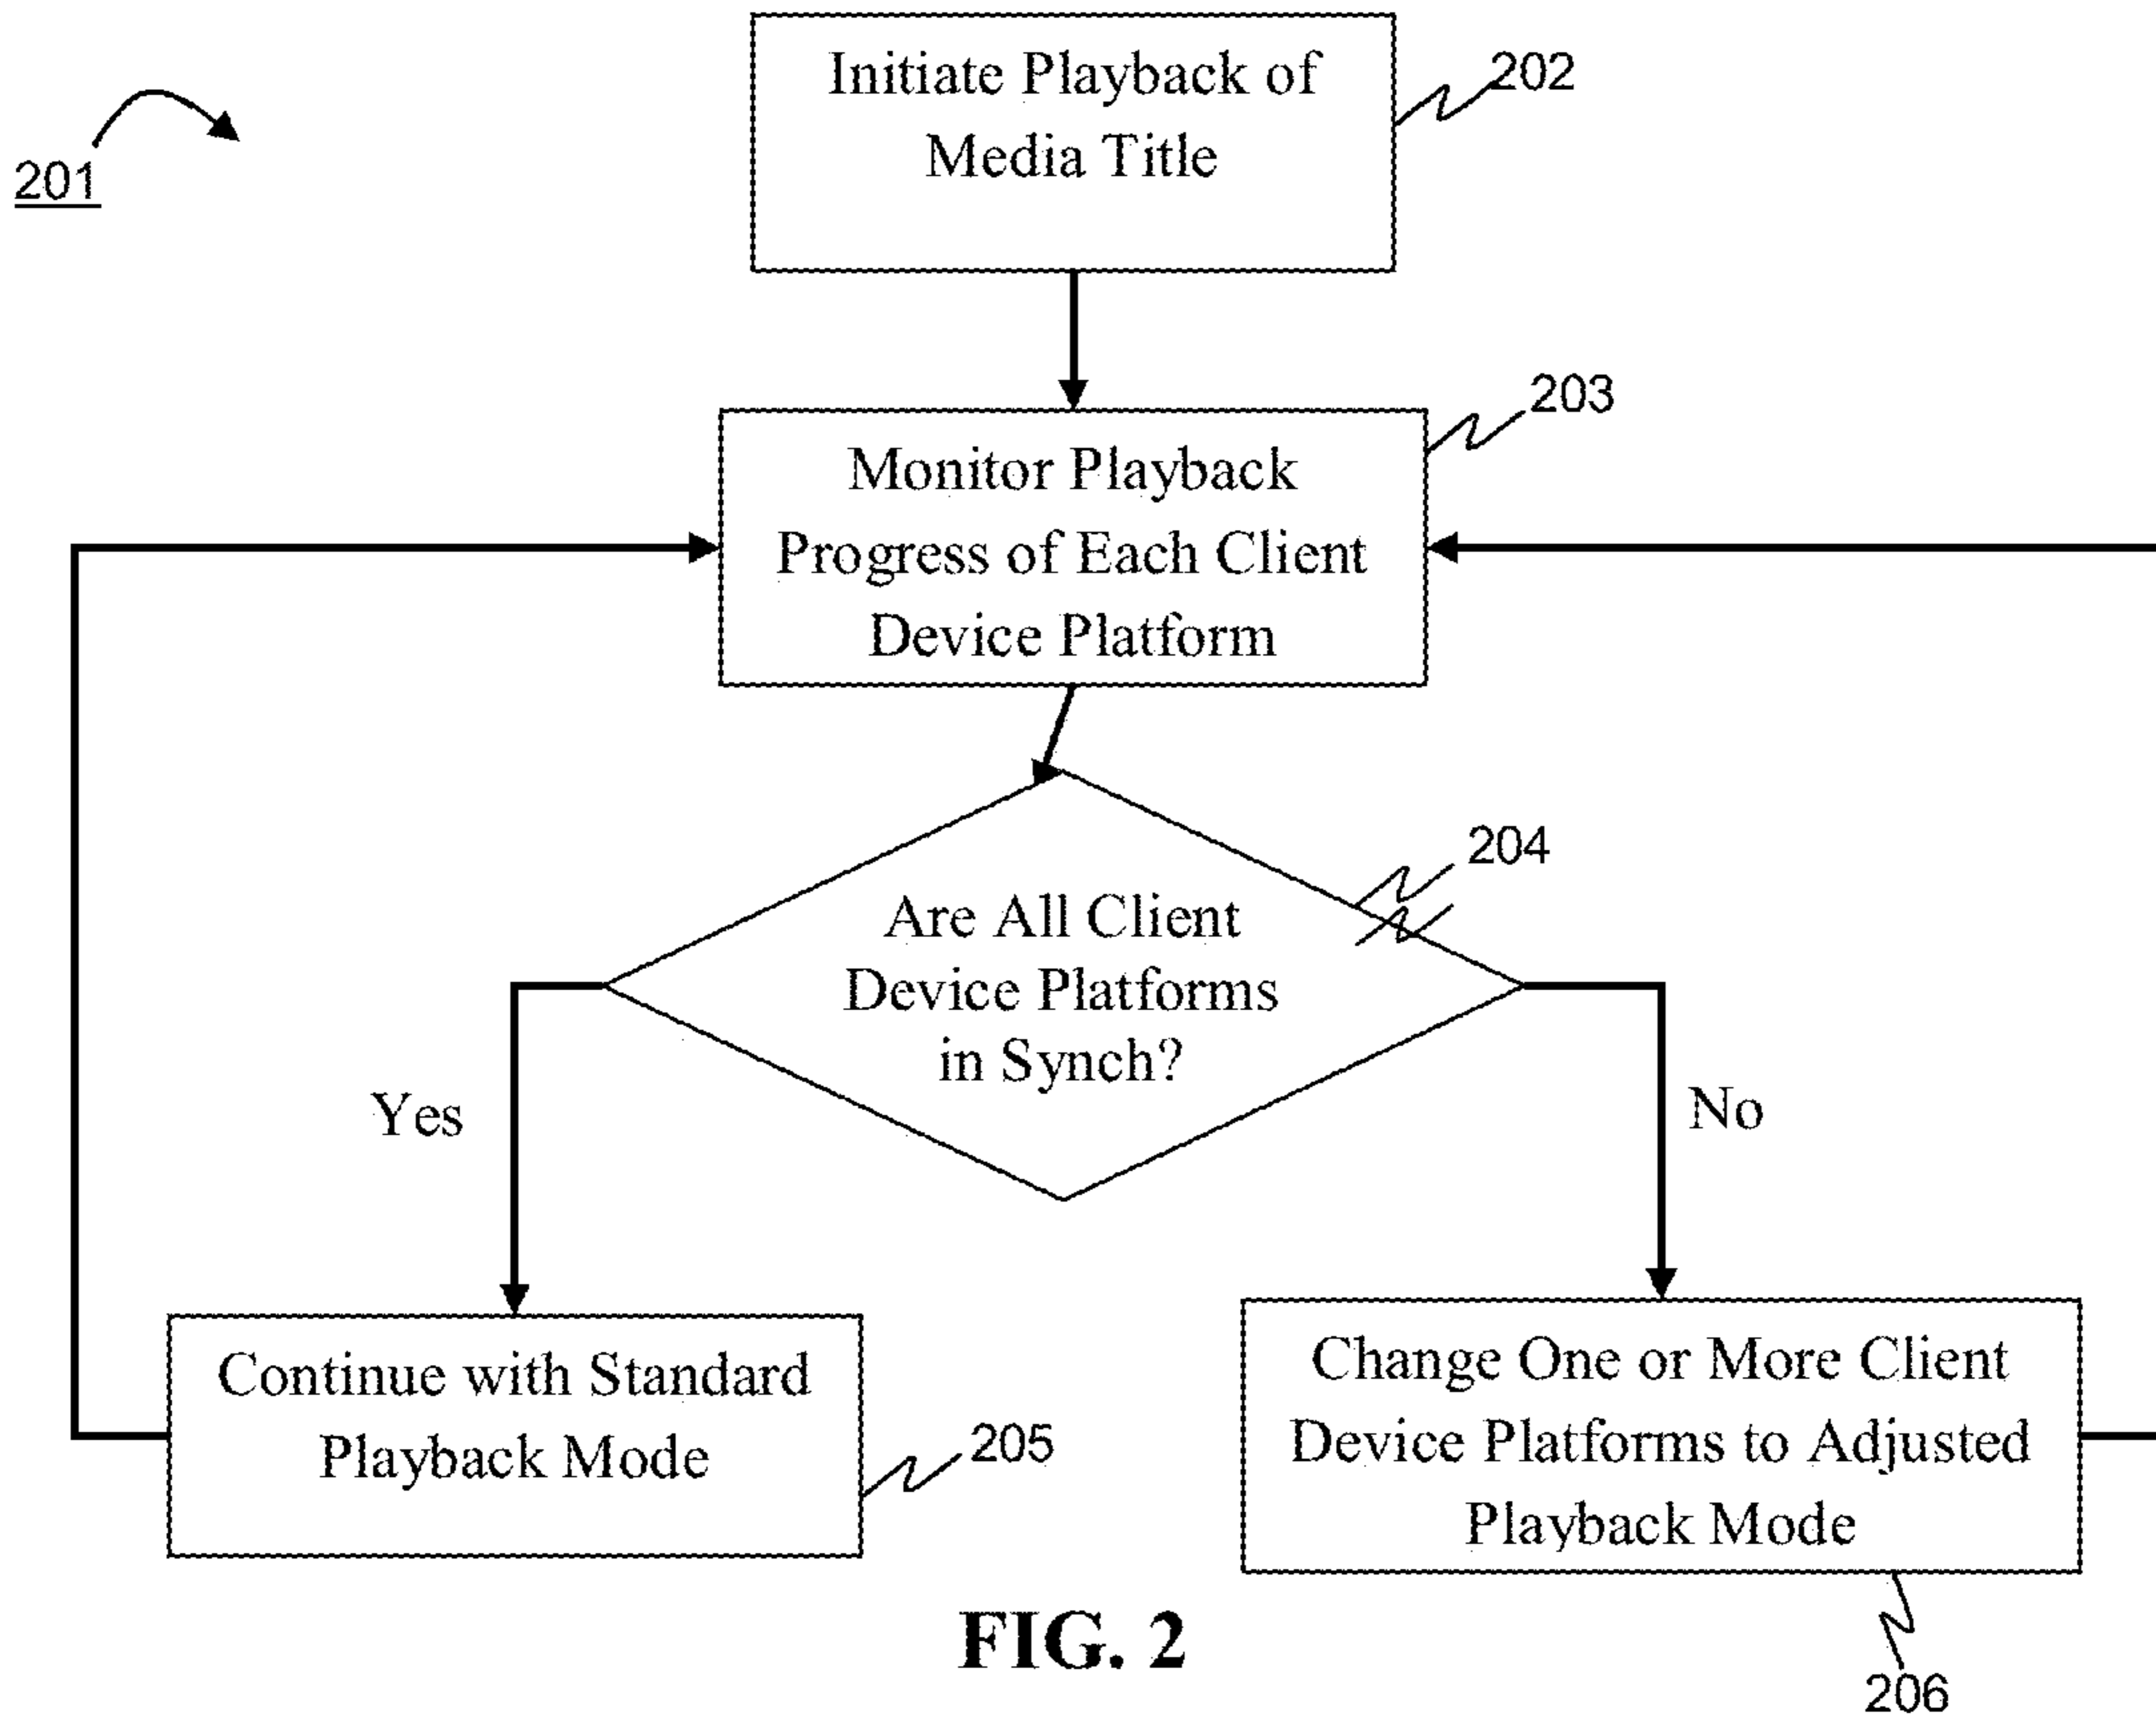 Initiate Playback of
Media Title
202
201
203
Monitor Playback
Progress of Each Client
Device Platform
204
Are All Client
Device Platforms
in Synch?
Yes
No
Continue with Standard
Playback Mode
205
Change One or More Client
Device Platforms to Adjusted
Playback Mode
206
FIG. 2